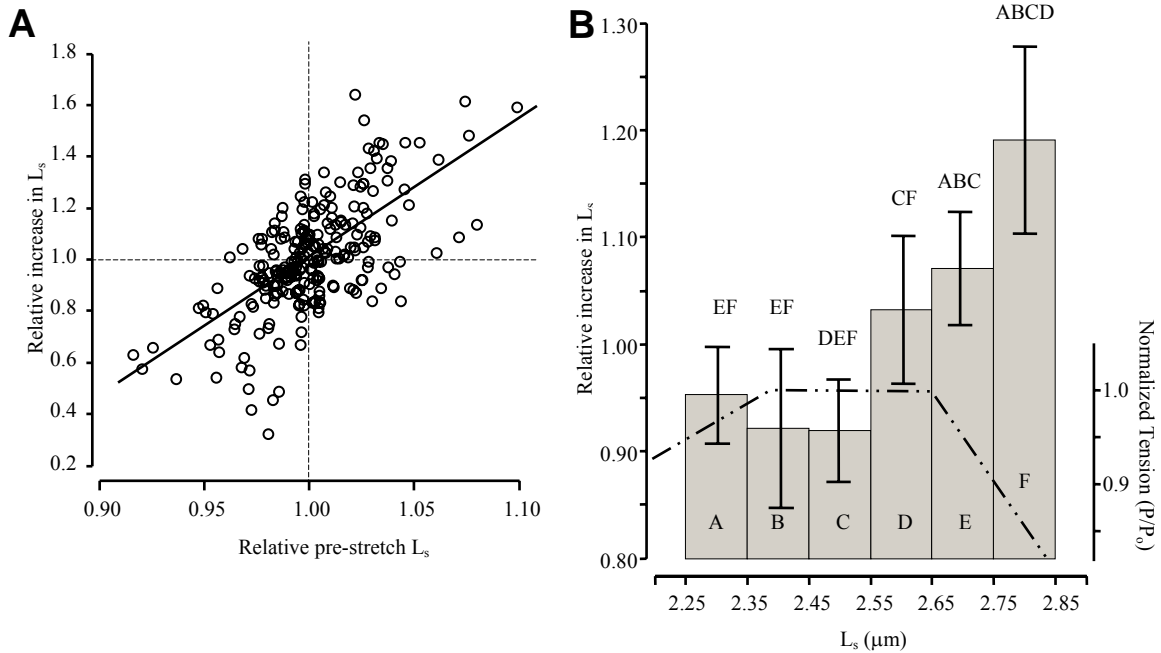 A
1.8
1.6
1.4
1.2
1.0
0.8
0.6
0.4
0.2
Relative increase in Ls
0.90
0.95
1.00
1.05
1.10
Relative pre-stretch Ls
B
1.30
1.20
1.10
1.00
0.90
0.80
Relative increase in Ls
EF
EF
DEF
CF
ABC
ABCD
A
B
C
D
E
F
2.25
2.35
2.45
2.55
2.65
2.75
2.85
Ls (μm)
1.0
0.9
Normalized Tension (P/Po)